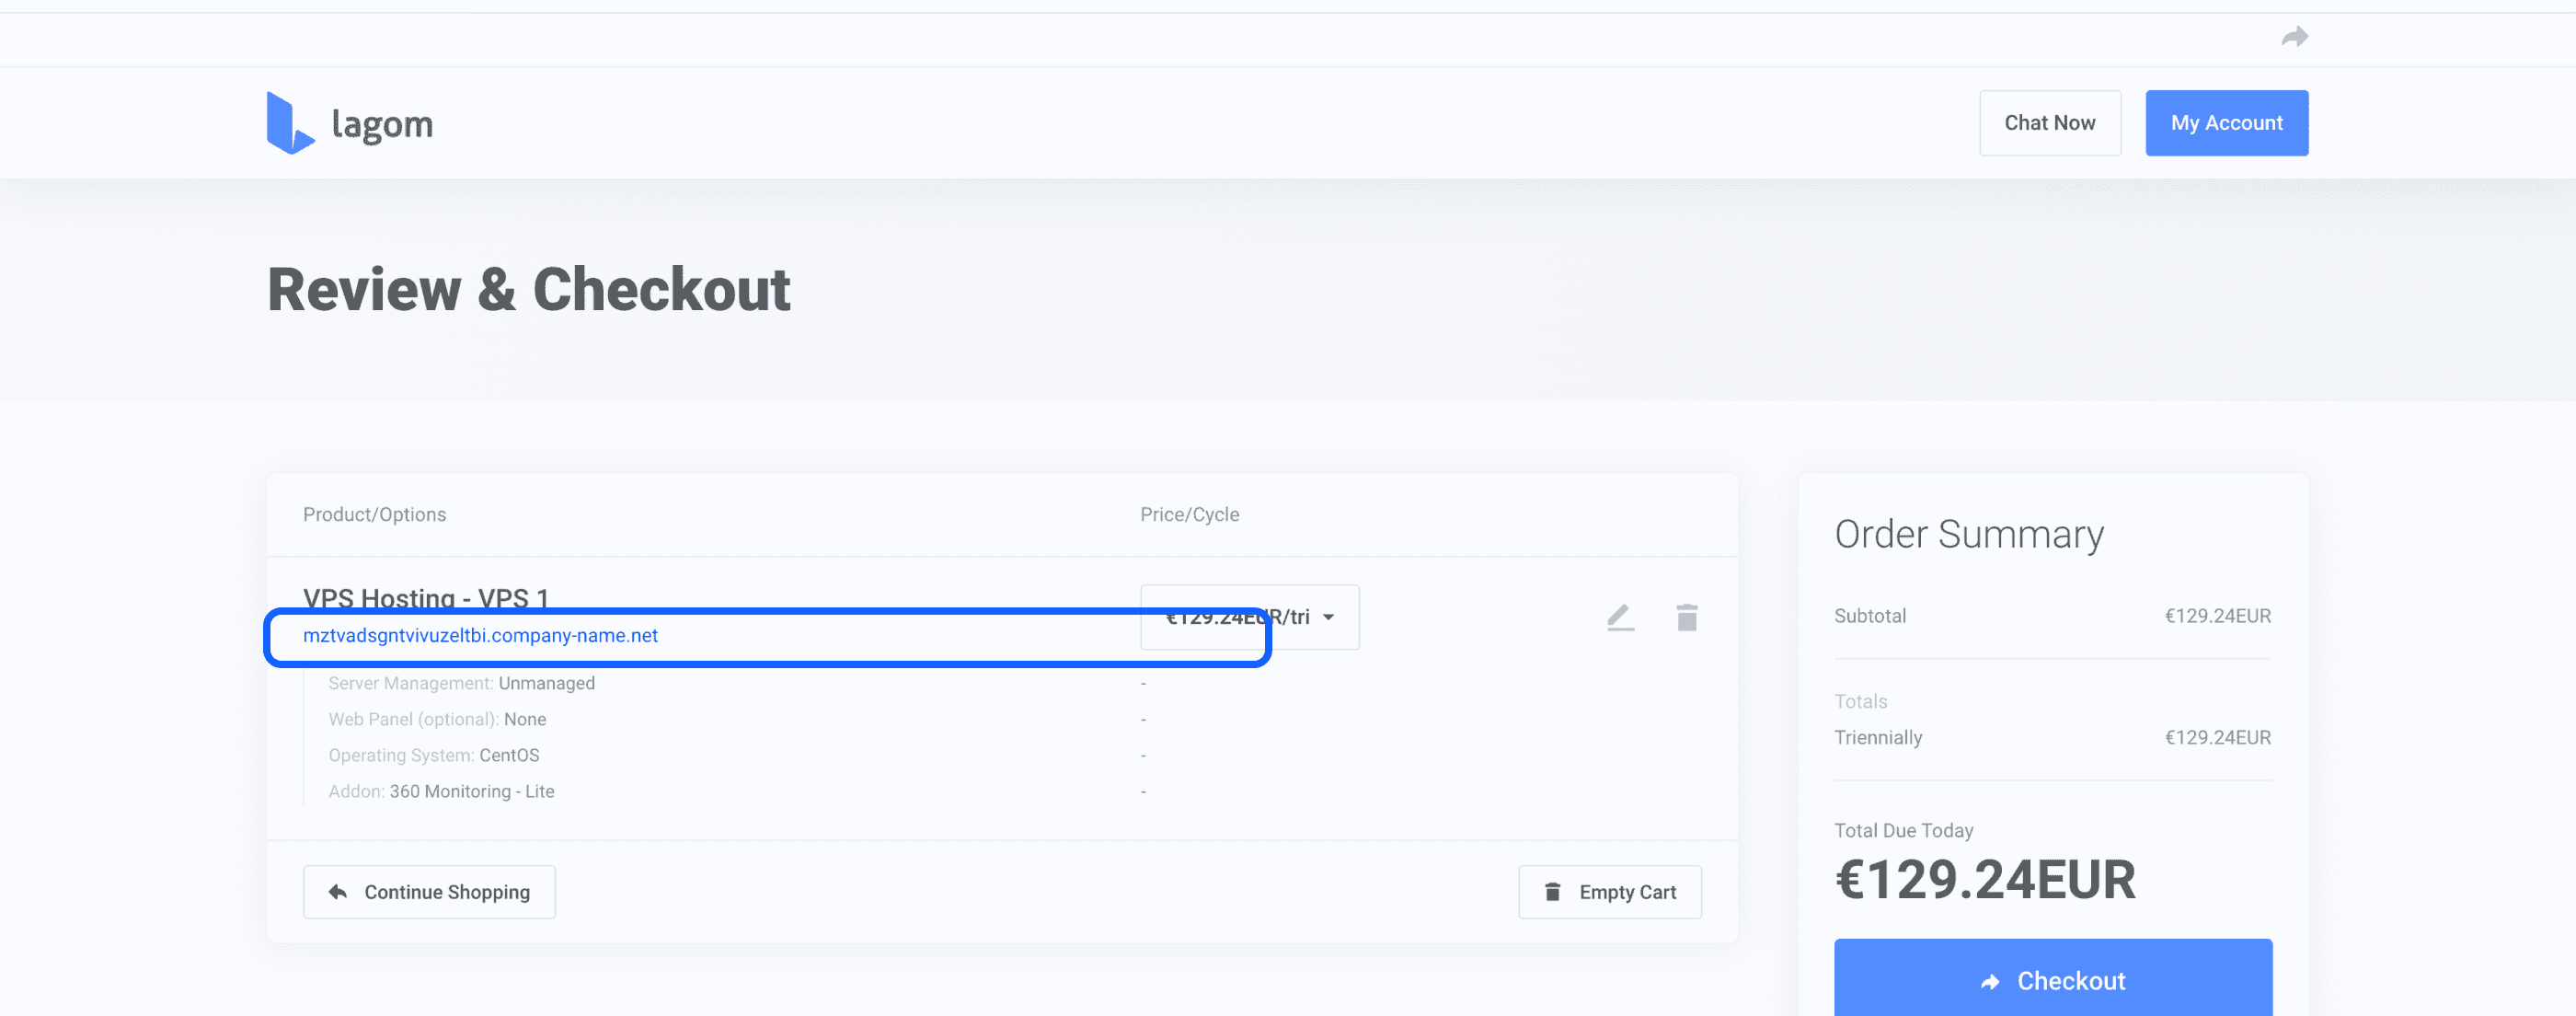 lagom
Chat Now
My Account
Review & Checkout
Product/Options
Price/Cycle
VPS Hosting - VPS 1
€129.24EUR/tri
mztvadsgntvivuzeltbi.company-name.net
Server Management: Unmanaged
-
Web Panel (optional): None
-
Operating System: CentOS
-
Addon: 360 Monitoring - Lite
-
Continue Shopping
Empty Cart
Order Summary
Subtotal €129.24EUR
Totals
Triennially €129.24EUR
Total Due Today
€129.24EUR
Checkout